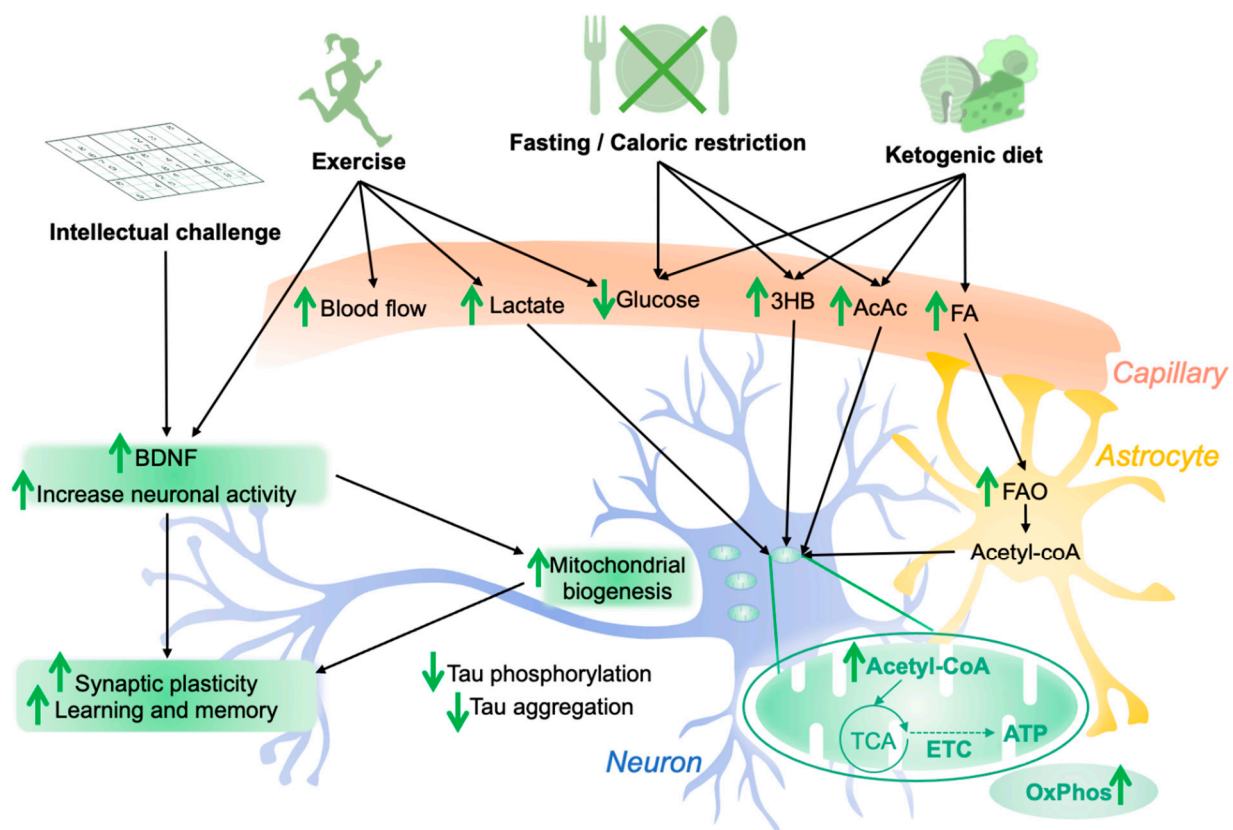 Exercise
Fasting / Caloric restriction
Ketogenic diet
Intellectual challenge
Blood flow
Lactate
Glucose
3HB
AcAc
FA
Capillary
Astrocyte
BDNF
Increase neuronal activity
FAO
Acetyl-coA
Mitochondrial
biogenesis
Synaptic plasticity
Learning and memory
Tau phosphorylation
Tau aggregation
Neuron
Acetyl-CoA
TCA
ETC
ATP
OxPhos